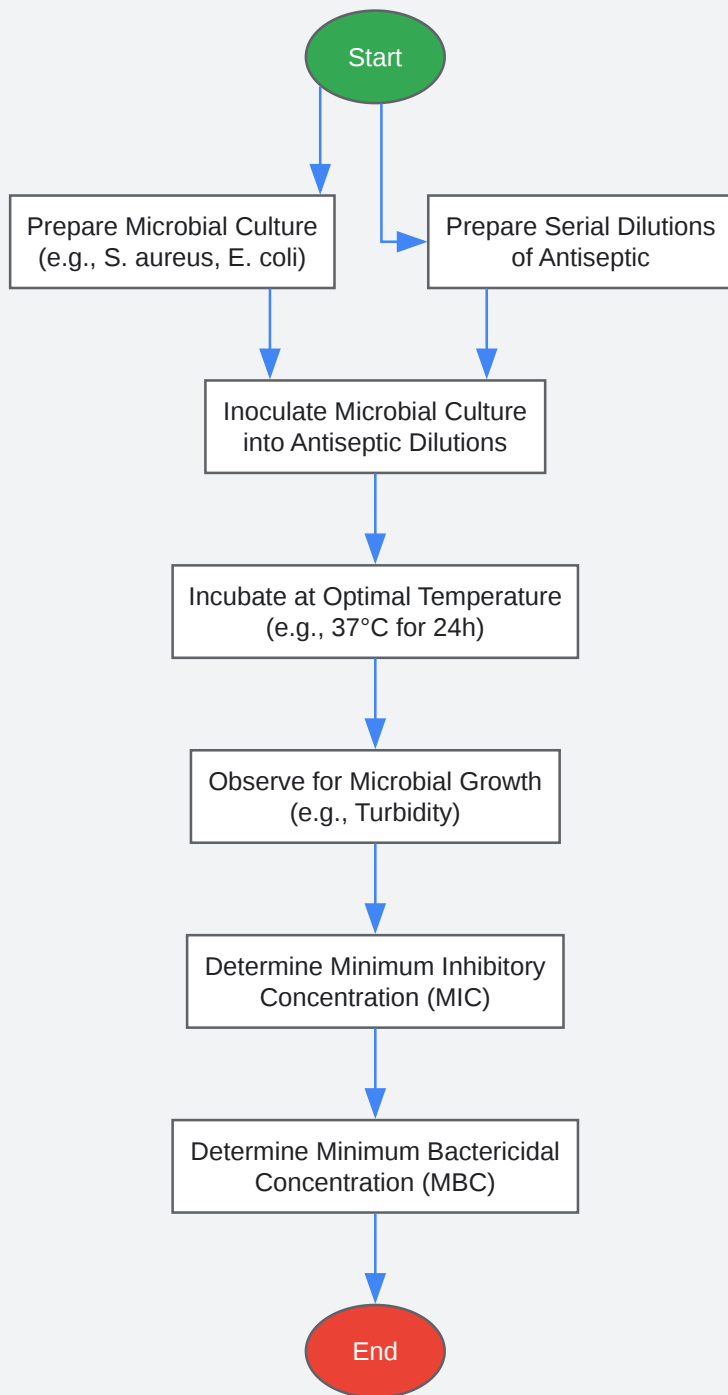 Start
Prepare Microbial Culture
(e.g., S. aureus, E. coli)
Prepare Serial Dilutions
of Antiseptic
Inoculate Microbial Culture
into Antiseptic Dilutions
Incubate at Optimal Temperature
(e.g., 37°C for 24h)
Observe for Microbial Growth
(e.g., Turbidity)
Determine Minimum Inhibitory
Concentration (MIC)
Determine Minimum Bactericidal
Concentration (MBC)
End